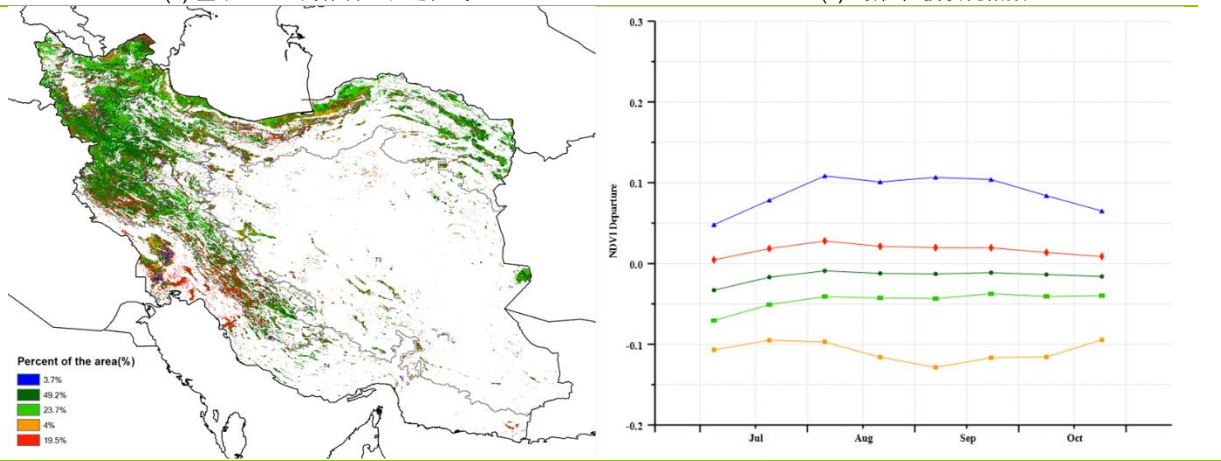 73
74
Percent of the area(%)
3.7%
49.2%
23.7%
4%
19.5%
0.3
0.2
0.1
0.0
-0.1
-0.2
NDVI Departure
Jul
Aug
Sep
Oct